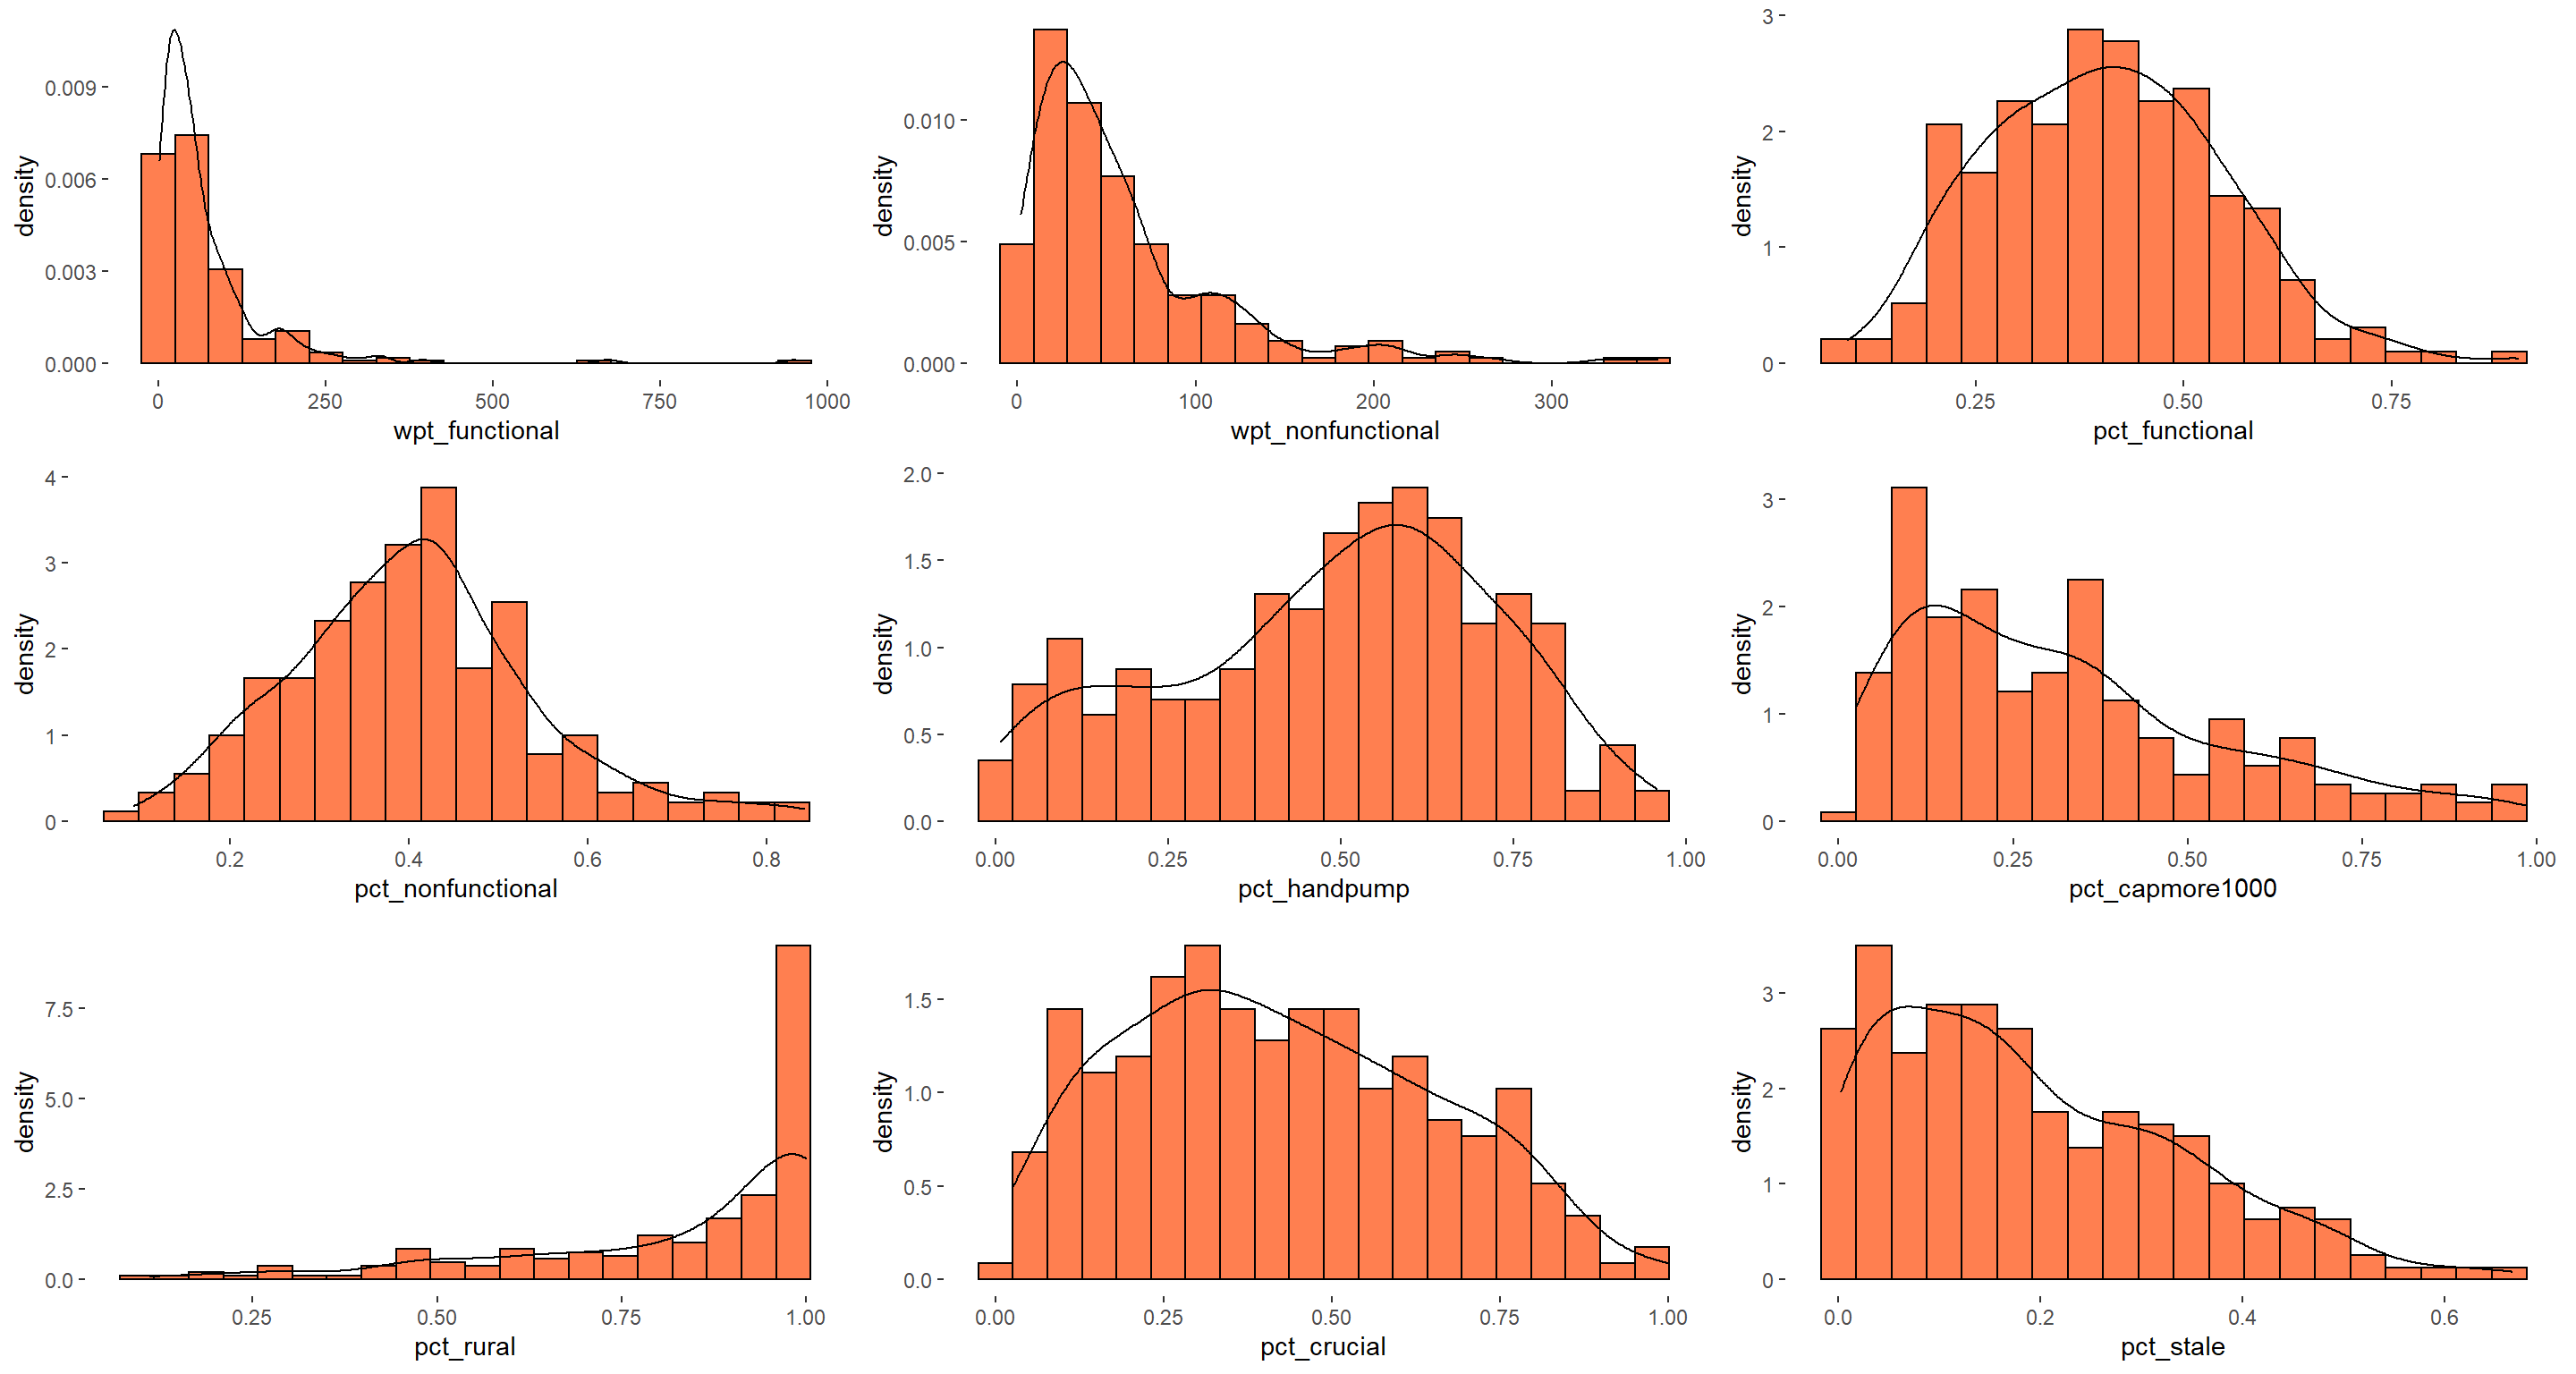 density
0.009
0.006
0.003
0.000
0 250 500 750 1000
wpt_functional
density
0.010
0.005
0.000
0 100 200 300
wpt_nonfunctional
density
3
2
1
0
0.25 0.50 0.75
pct_functional
density
4
3
2
1
0
0.2 0.4 0.6 0.8
pct_nonfunctional
density
2.0
1.5
1.0
0.5
0.0
0.00 0.25 0.50 0.75 1.00
pct_handpump
density
3
2
1
0
0.00 0.25 0.50 0.75 1.00
pct_capmore1000
density
7.5
5.0
2.5
0.0
0.25 0.50 0.75 1.00
pct_rural
density
1.5
1.0
0.5
0.0
0.00 0.25 0.50 0.75 1.00
pct_crucial
density
3
2
1
0
0.0 0.2 0.4 0.6
pct_stale